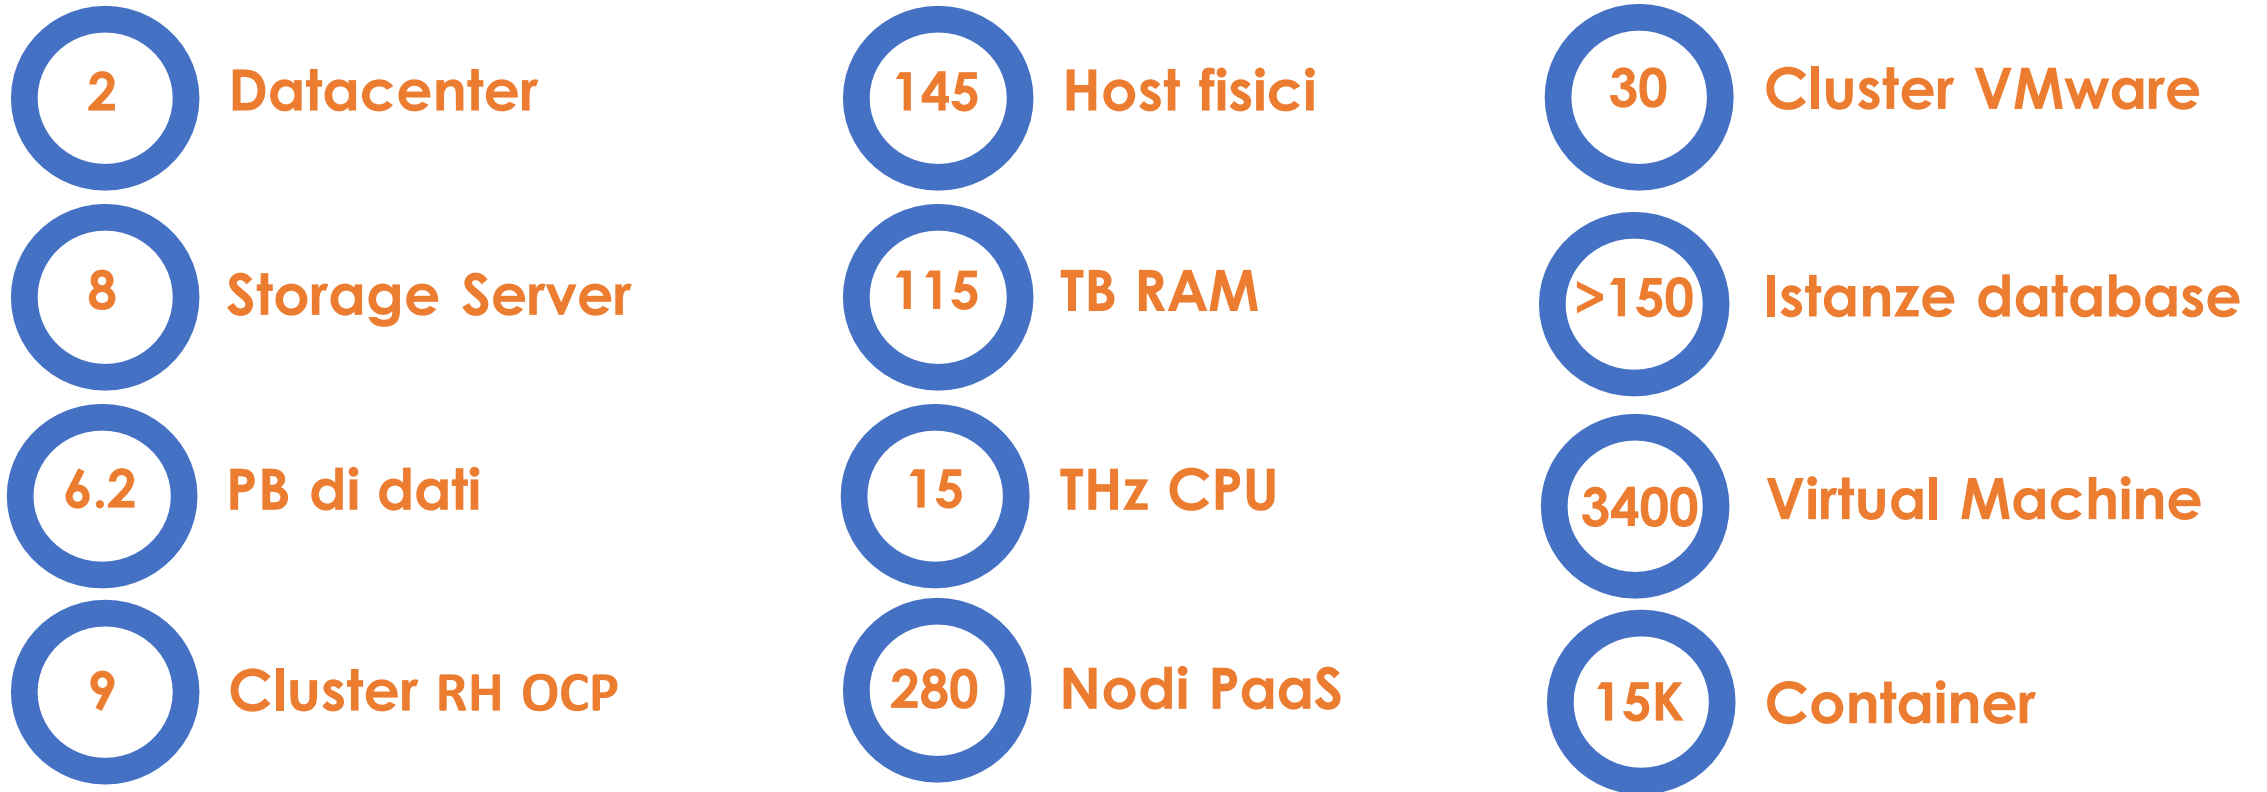 2 Datacenter
145 Host fisici
30 Cluster VMware
8 Storage Server
115 TB RAM
>150 Istanze database
6.2 PB di dati
15 THz CPU
3400 Virtual Machine
9 Cluster RH OCP
280 Nodi PaaS
15K Container